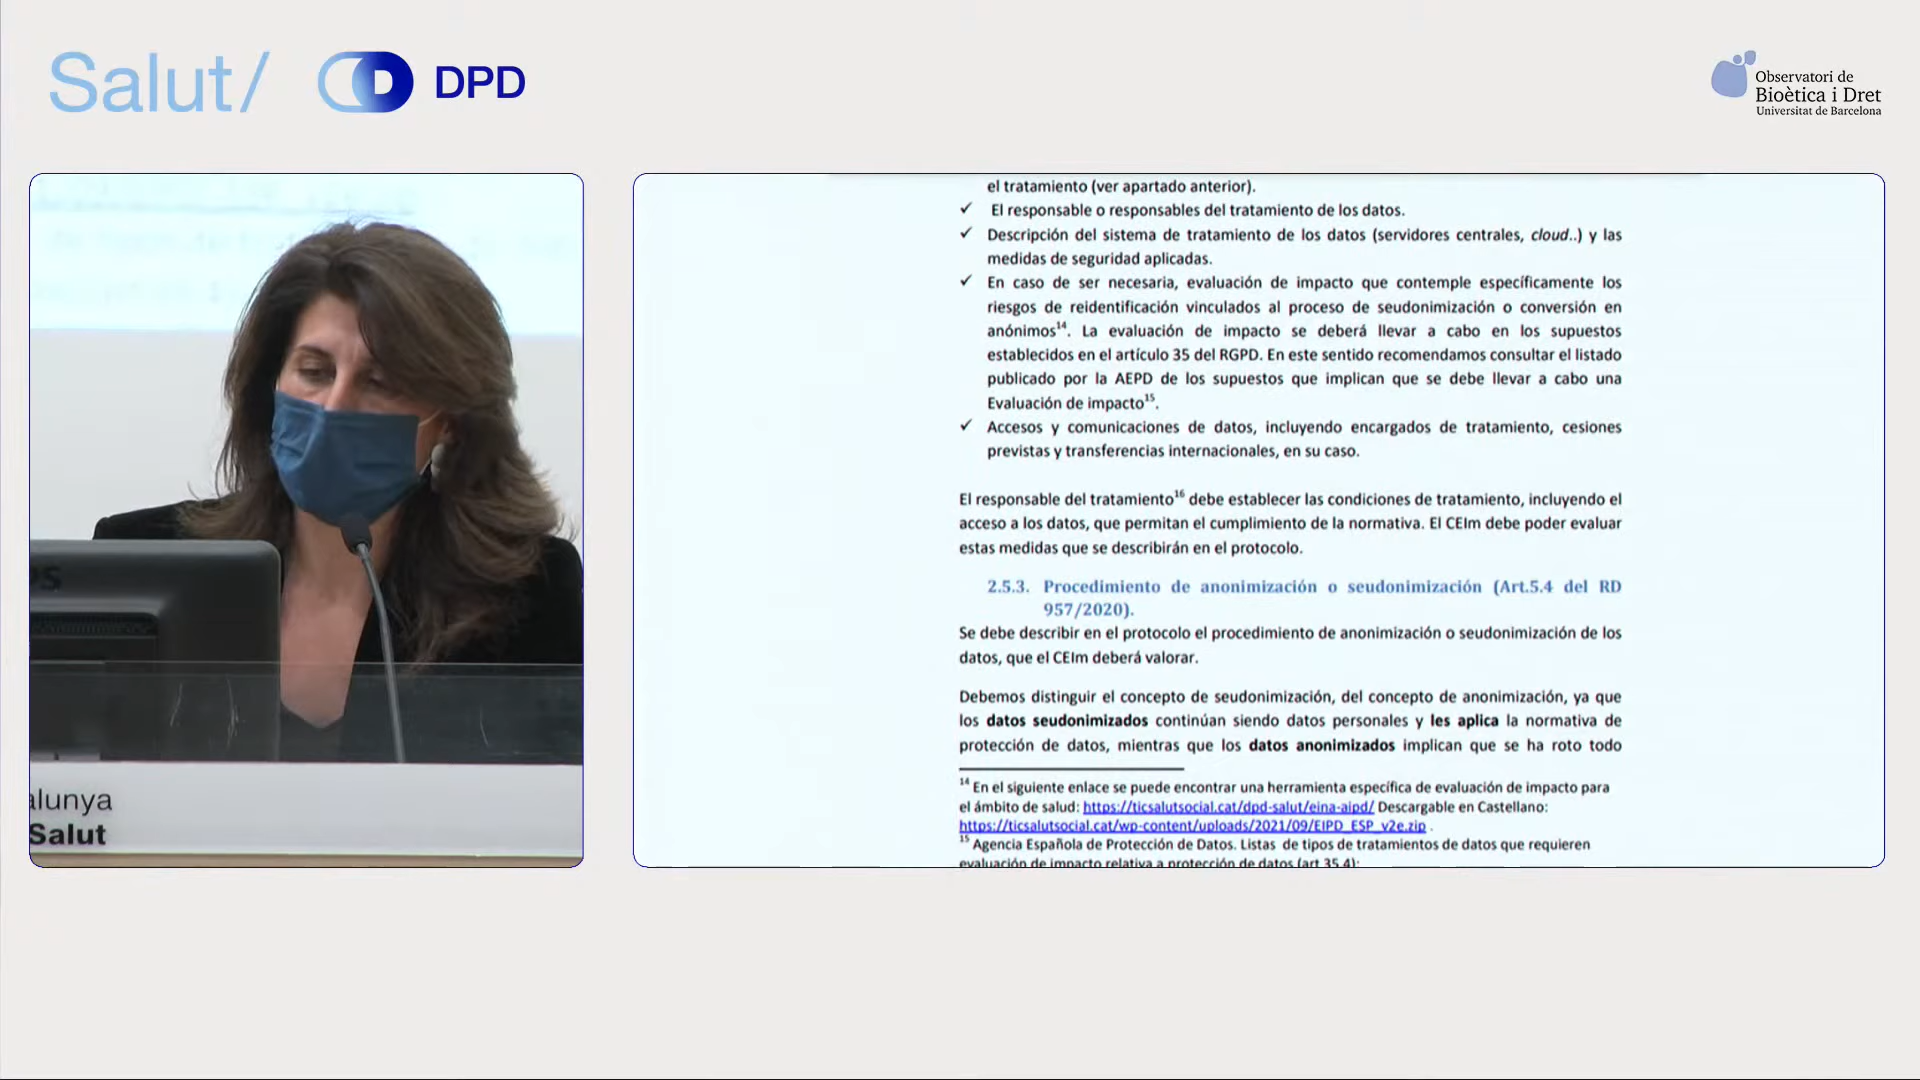 Salut/ D DPD
Observatori de
Bioètica i Dret
Universitat de Barcelona
PS
alunya
Salut
el tratamiento (ver apartado anterior).
✓ El responsable o responsables del tratamiento de los datos.
✓ Descripción del sistema de tratamiento de los datos (servidores centrales, cloud..) y las
medidas de seguridad aplicadas.
✓ En caso de ser necesaria, evaluación de impacto que contemple específicamente los
riesgos de reidentificación vinculados al proceso de seudonimización o conversión en
anónimos14. La evaluación de impacto se deberá llevar a cabo en los supuestos
establecidos en el artículo 35 del RGPD. En este sentido recomendamos consultar el listado
publicado por la AEPD de los supuestos que implican que se debe llevar a cabo una
Evaluación de impacto15.
✓ Accesos y comunicaciones de datos, incluyendo encargados de tratamiento, cesiones
previstas y transferencias internacionales, en su caso.
El responsable del tratamiento16 debe establecer las condiciones de tratamiento, incluyendo el
acceso a los datos, que permitan el cumplimiento de la normativa. El CEIm debe poder evaluar
estas medidas que se describirán en el protocolo.
2.5.3. Procedimiento de anonimización o seudonimización (Art.5.4 del RD
957/2020).
Se debe describir en el protocolo el procedimiento de anonimización o seudonimización de los
datos, que el CEIm deberá valorar.
Debemos distinguir el concepto de seudonimización, del concepto de anonimización, ya que
los datos seudonimizados continúan siendo datos personales y les aplica la normativa de
protección de datos, mientras que los datos anonimizados implican que se ha roto todo
14 En el siguiente enlace se puede encontrar una herramienta específica de evaluación de impacto para
el ámbito de salud: https://ticsalutsocial.cat/dpd-salut/eina-aipd/ Descargable en Castellano:
https://ticsalutsocial.cat/wp-content/uploads/2021/09/EIPD_ESP_v2e.zip .
15 Agencia Española de Protección de Datos. Listas de tipos de tratamientos de datos que requieren
evaluación de impacto relativa a protección de datos (art 35.4):